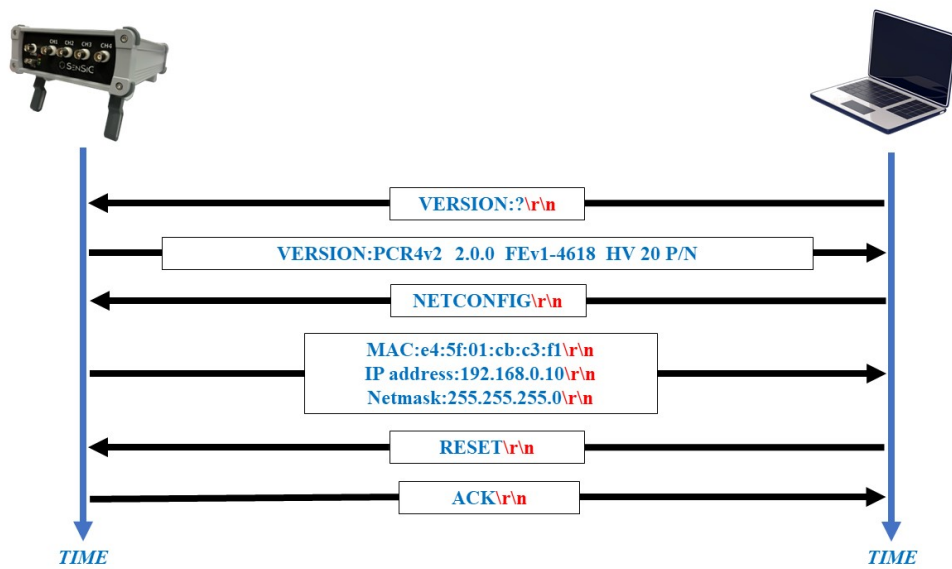 CH1 CH2 CH3 CH4
SENSiC
VERSION:?\r\n
VERSION:PCR4v2 2.0.0 FEv1-4618 HV 20 P/N
NETCONFIG\r\n
MAC:e4:5f:01:cb:c3:f1\r\n
IP address:192.168.0.10\r\n
Netmask:255.255.255.0\r\n
RESET\r\n
ACK\r\n
TIME
TIME